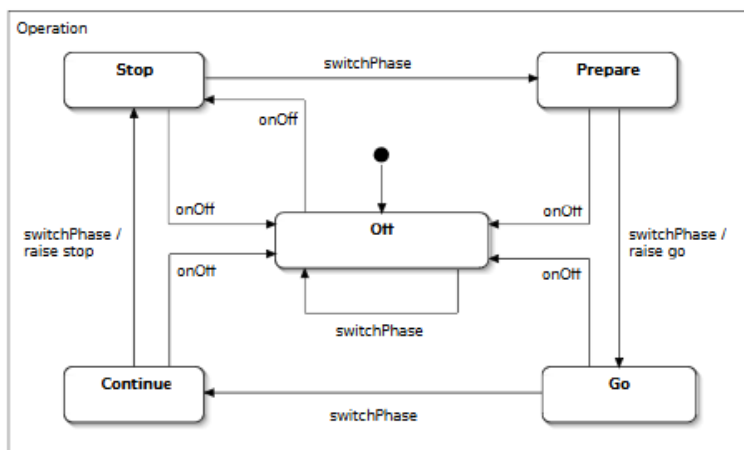 Operation
Stop
switchPhase
Prepare
onOff
onOff
onOff
Off
switchPhase /
raise stop
switchPhase /
raise go
onOff
onOff
switchPhase
Continue
Go
switchPhase